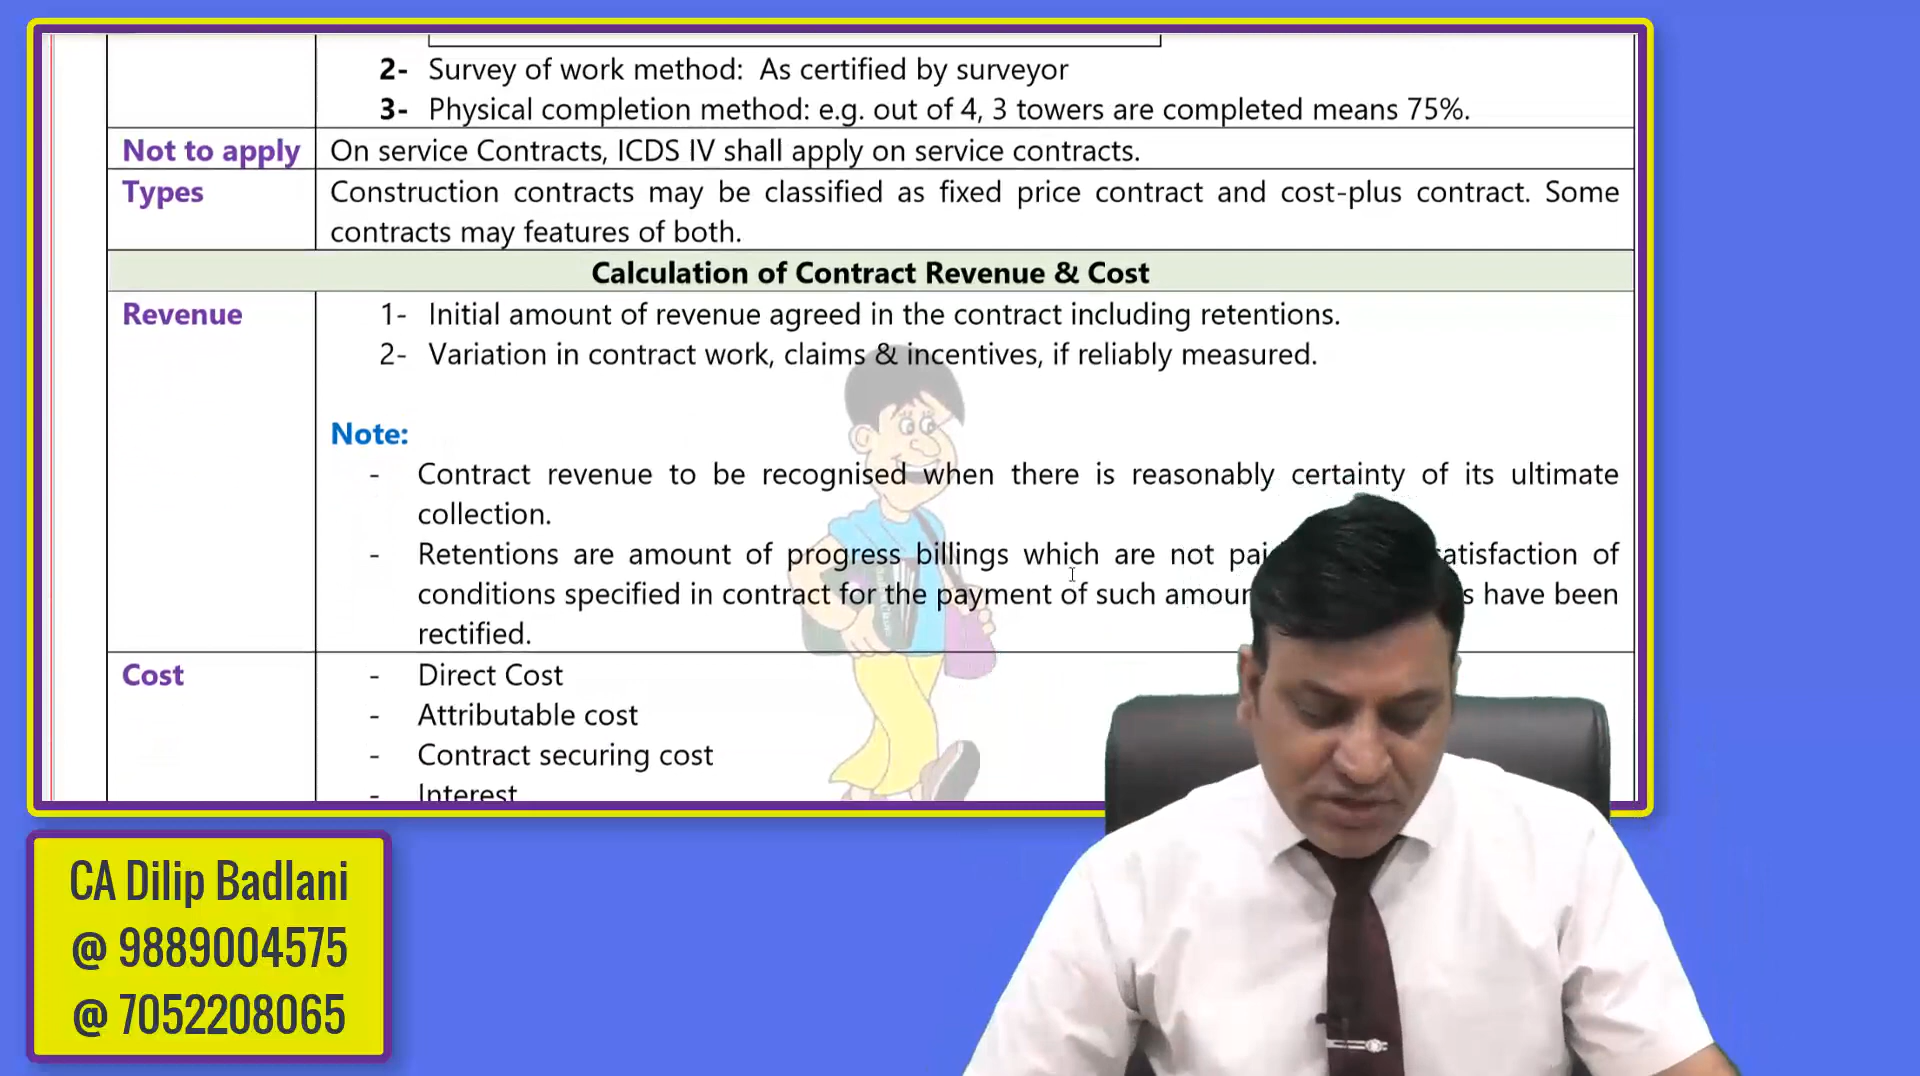 2- Survey of work method: As certified by surveyor
3- Physical completion method: e.g. out of 4, 3 towers are completed means 75%.
Not to apply On service Contracts, ICDS IV shall apply on service contracts.
Types Construction contracts may be classified as fixed price contract and cost-plus contract. Some
contracts may features of both.
Calculation of Contract Revenue & Cost
Revenue 1- Initial amount of revenue agreed in the contract including retentions.
2- Variation in contract work, claims & incentives, if reliably measured.
Note:
- Contract revenue to be recognised when there is reasonably certainty of its ultimate
collection.
- Retentions are amount of progress billings which are not of
conditions specified in contract for the payment of such have been
rectified.
Cost - Direct Cost
- Attributable cost
- Contract securing cost
- Interest
CA Dilip Badlani
@ 9889004575
@ 7052208065